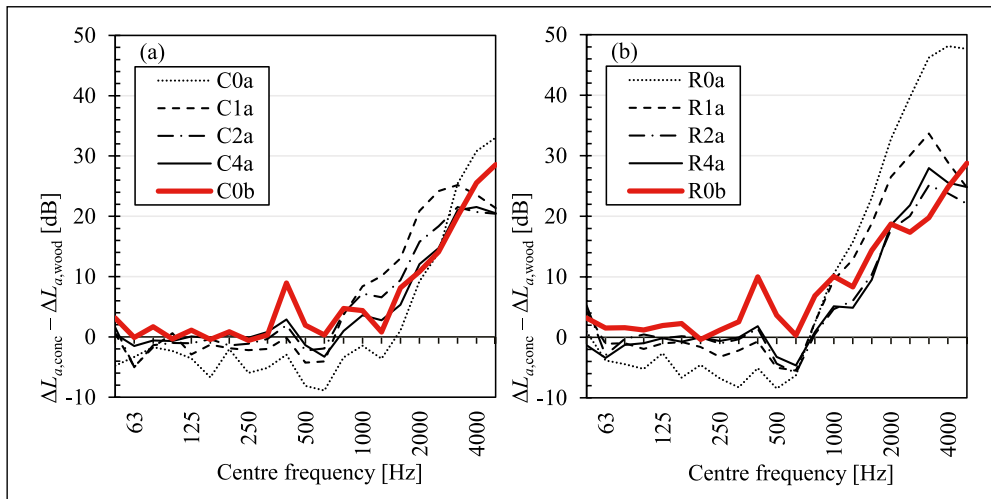 (a)
C0a
C1a
C2a
C4a
C0b
50
40
30
20
10
0
-10
63
125
250
500
1000
2000
4000
Centre frequency [Hz]
ΔL_a,conc − ΔL_a,wood [dB]
(b)
R0a
R1a
R2a
R4a
R0b
50
40
30
20
10
0
-10
63
125
250
500
1000
2000
4000
Centre frequency [Hz]
ΔL_a,conc − ΔL_a,wood [dB]